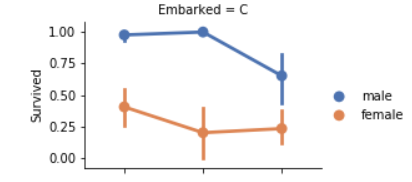 Embarked = C
1.00
0.75
0.50
0.25
0.00
Survived
male
female